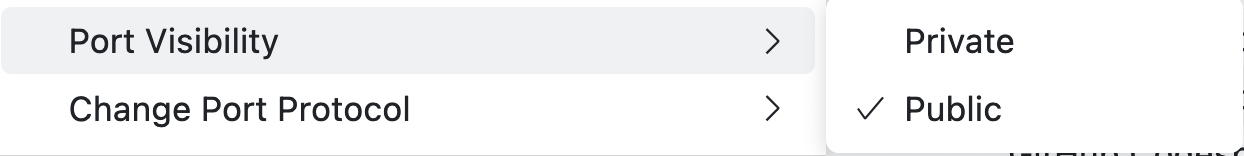 Port Visibility
Private
Change Port Protocol
Public